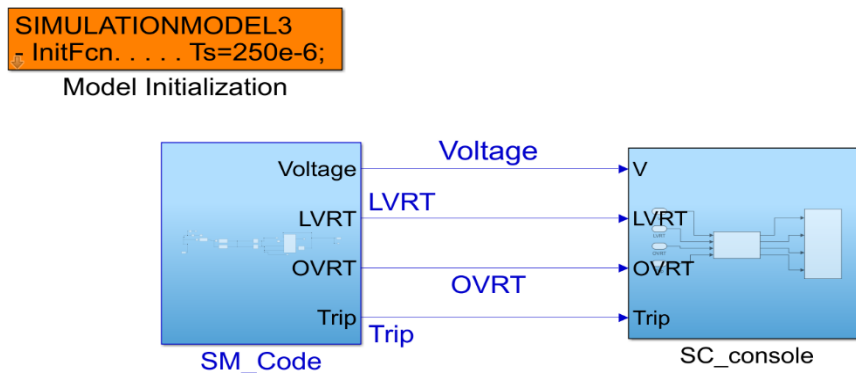 SIMULATIONMODEL3
- InitFcn. . . . . Ts=250e-6;
Model Initialization
Voltage
Voltage
V
LVRT
LVRT
LVRT
OVRT
OVRT
OVRT
Trip
Trip
Trip
SM_Code
SC_console